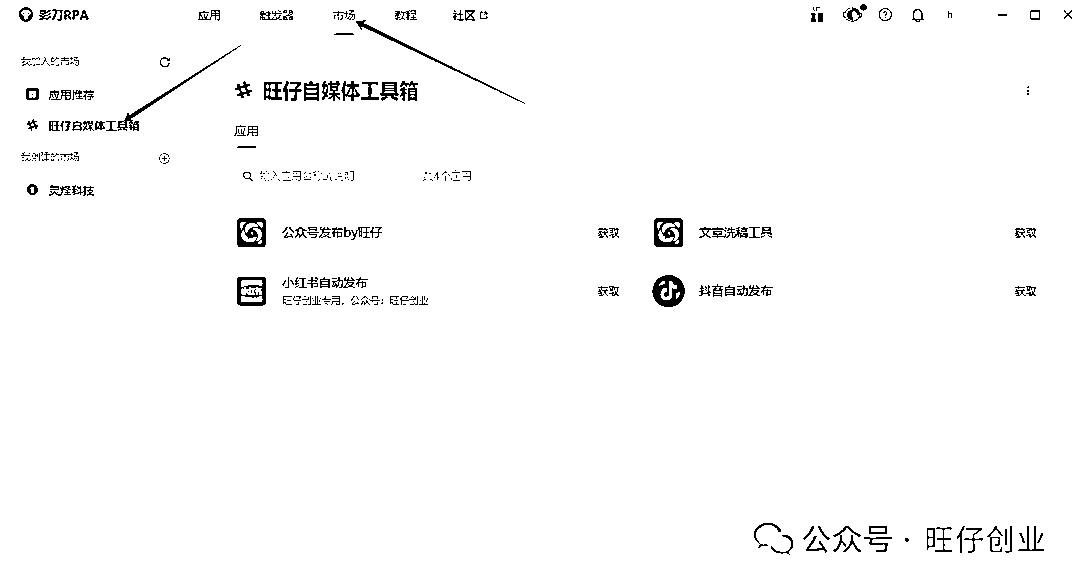 影刀RPA
应用 触发器 市场 教程 社区
h
我加入的市场
应用推荐
旺仔自媒体工具箱
我创建的市场
灵烽科技
旺仔自媒体工具箱
应用
输入应用名称或说明 共4个应用
公众号发布by旺仔 获取
文章洗稿工具 获取
小红书自动发布 获取
旺仔创业专用，公众号：旺仔创业
抖音自动发布 获取
公众号·旺仔创业